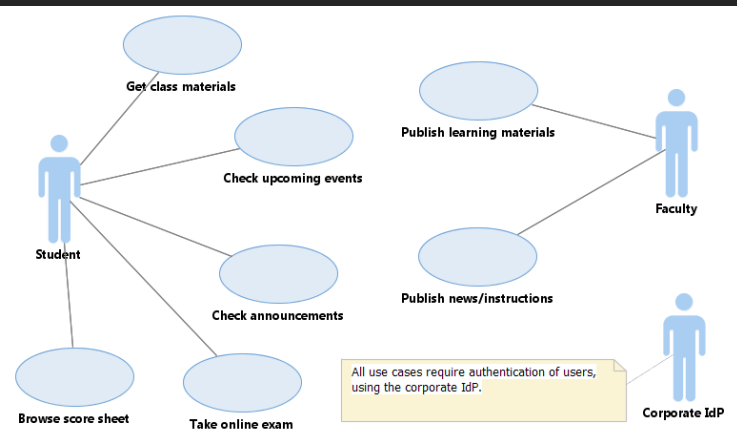 Get class materials
Check upcoming events
Student
Check announcements
Browse score sheet
Take online exam
Publish learning materials
Faculty
Publish news/instructions
All use cases require authentication of users,
using the corporate IdP.
Corporate IdP